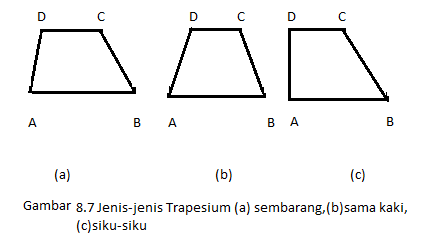 D C D C D C
A B A B A B
(a) (b) (c)
Gambar 8.7 Jenis-jenis Trapesium (a) sembarang,(b)sama kaki,
(c)siku-siku